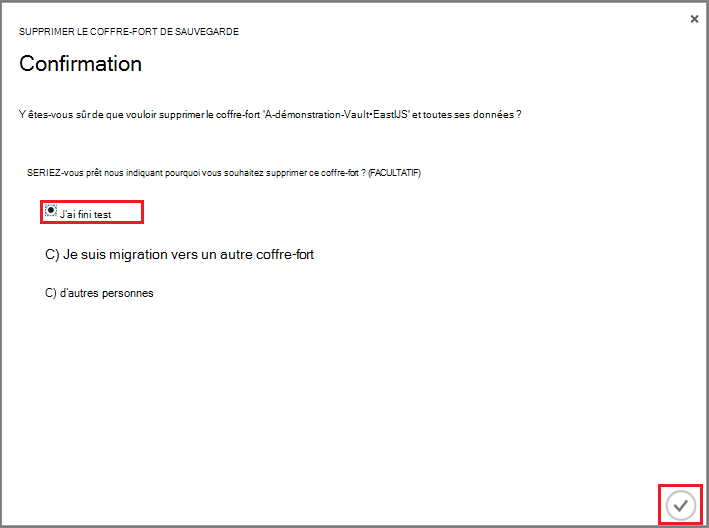 SUPPRIMER LE COFFRE-FORT DE SAUVEGARDE
Confirmation
Y êtes-vous sûr de que vouloir supprimer le coffre-fort 'A-démonstration-Vault•EastIJS' et toutes ses données ?
SERIEZ-vous prêt nous indiquant pourquoi vous souhaitez supprimer ce coffre-fort ? (FACULTATIF)
J'ai fini test
C) Je suis migration vers un autre coffre-fort
C) d'autres personnes